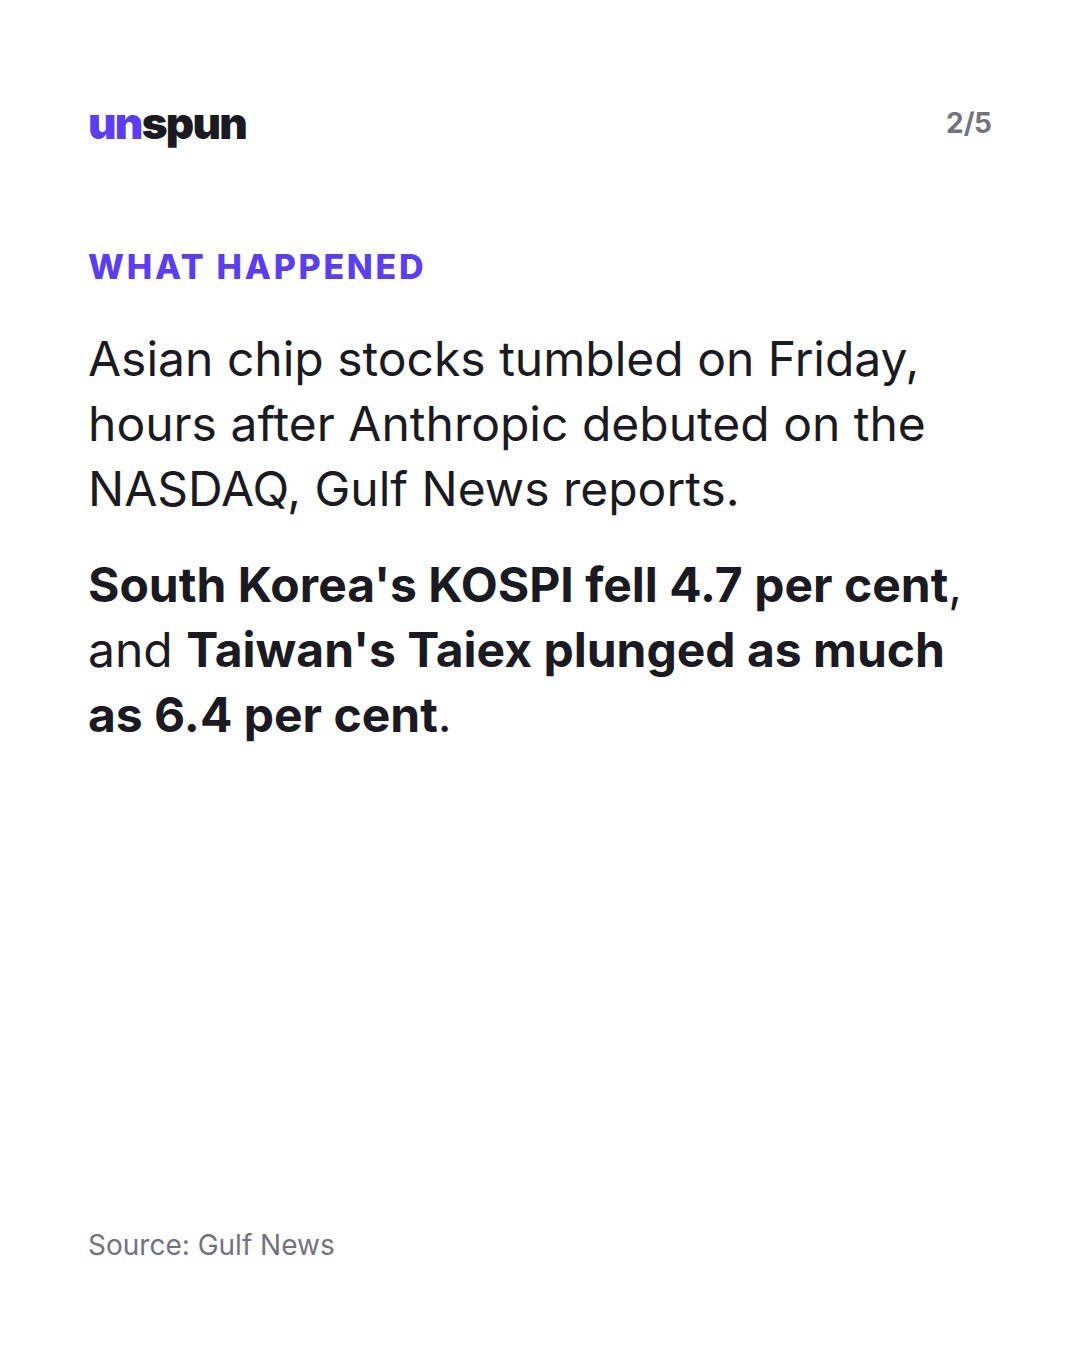 unspun
2/5
WHAT HAPPENED
Asian chip stocks tumbled on Friday,
hours after Anthropic debuted on the
NASDAQ, Gulf News reports.
South Korea's KOSPI fell 4.7 per cent,
and Taiwan's Taiex plunged as much
as 6.4 per cent.
Source: Gulf News